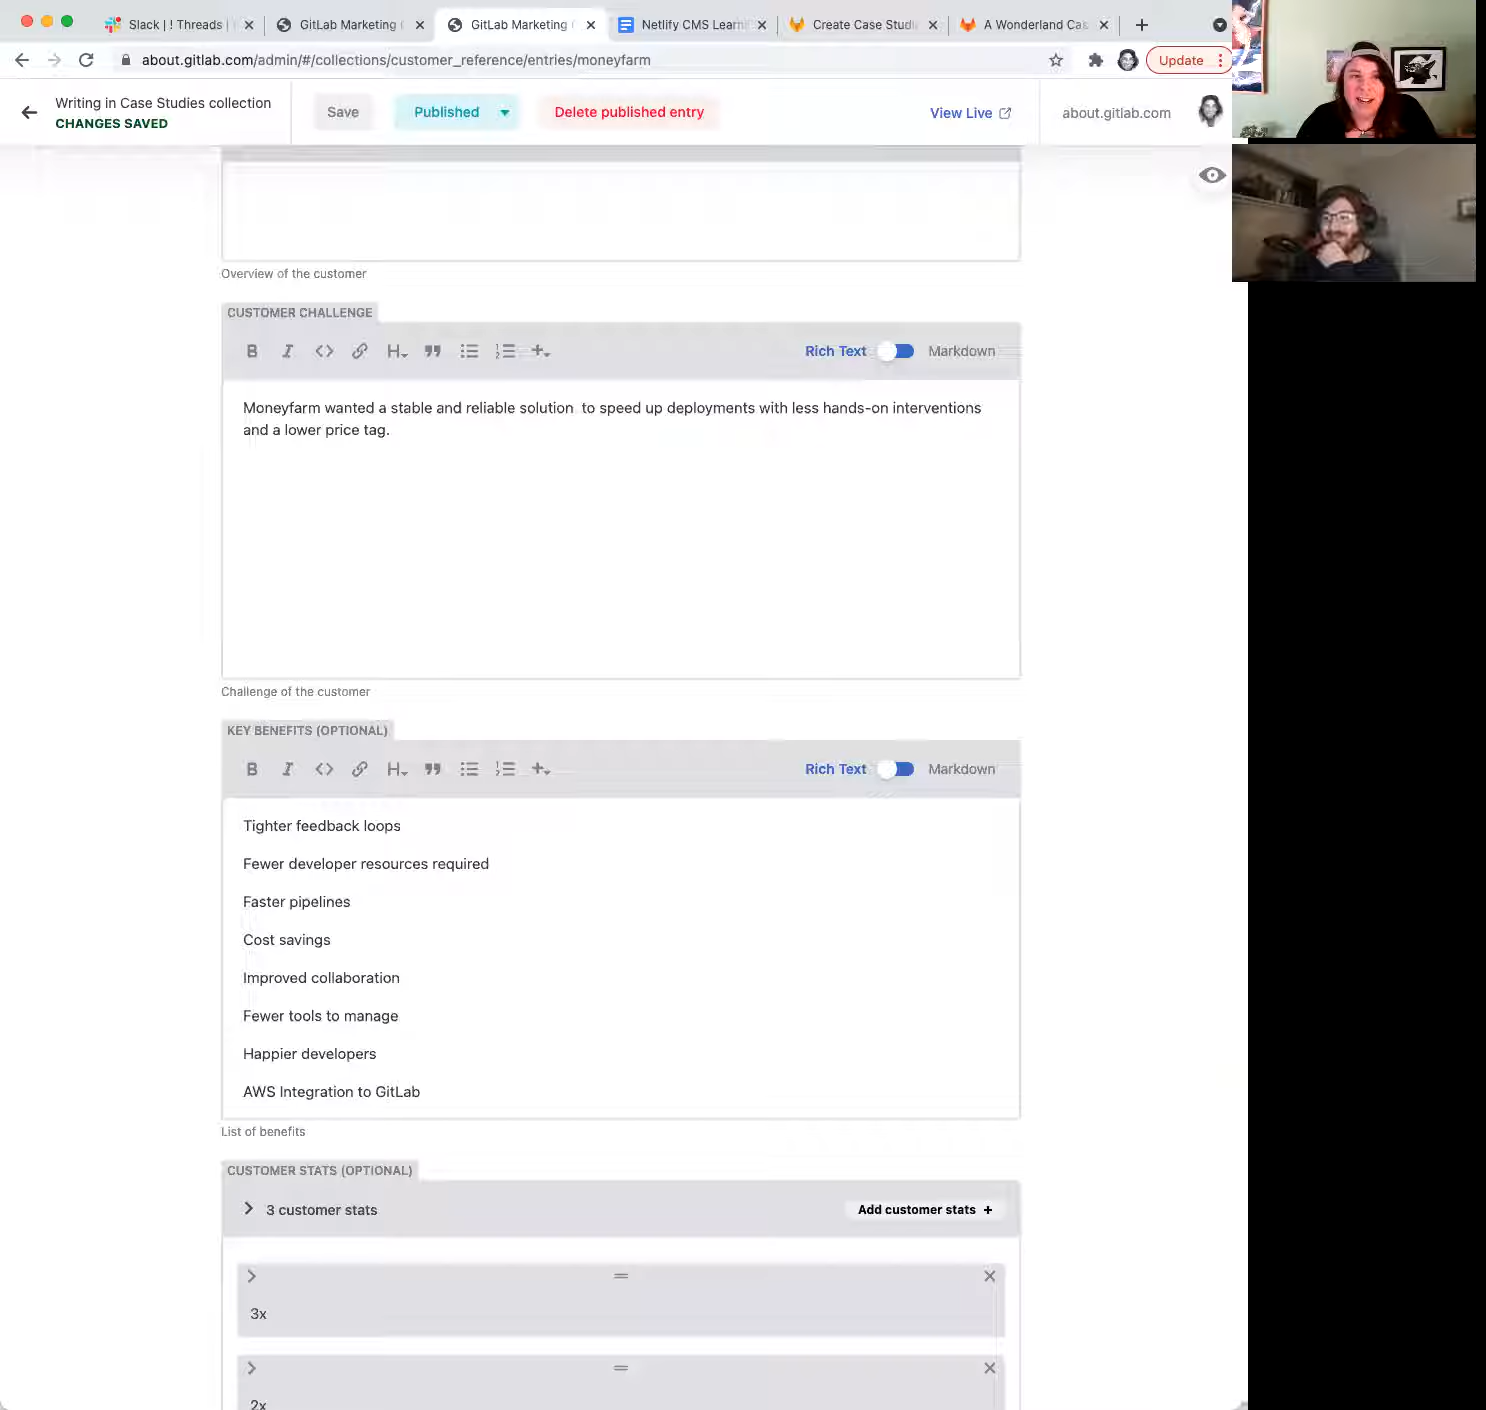 Slack | ! Threads |
GitLab Marketing
GitLab Marketing
Netlify CMS Learni
Create Case Studi
A Wonderland Cas
about.gitlab.com/admin/#/collections/customer_reference/entries/moneyfarm
Update
Writing in Case Studies collection
CHANGES SAVED
Save
Published
Delete published entry
View Live
about.gitlab.com
Overview of the customer
CUSTOMER CHALLENGE
Rich Text
Markdown
Moneyfarm wanted a stable and reliable solution to speed up deployments with less hands-on interventions
and a lower price tag.
Challenge of the customer
KEY BENEFITS (OPTIONAL)
Rich Text
Markdown
Tighter feedback loops
Fewer developer resources required
Faster pipelines
Cost savings
Improved collaboration
Fewer tools to manage
Happier developers
AWS Integration to GitLab
List of benefits
CUSTOMER STATS (OPTIONAL)
3 customer stats
Add customer stats +
3x
2x